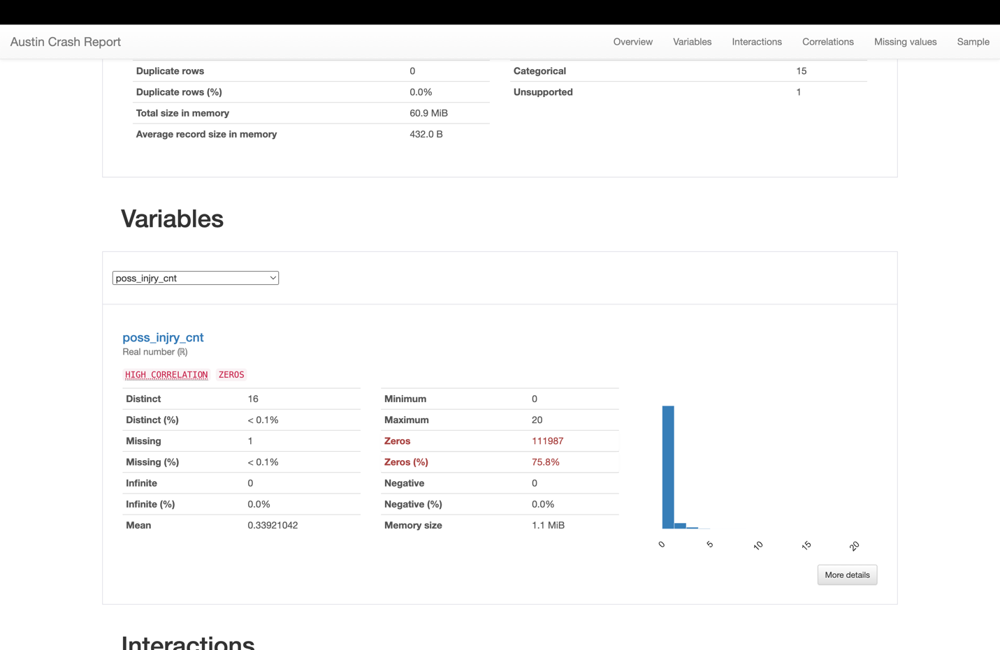 Austin Crash Report
Overview Variables Interactions Correlations Missing values Sample
Duplicate rows 0 Categorical 15
Duplicate rows (%) 0.0% Unsupported 1
Total size in memory 60.9 MiB
Average record size in memory 432.0 B
Variables
poss_injry_cnt
poss_injry_cnt
Real number (ℝ)
HIGH CORRELATION ZEROS
Distinct 16 Minimum 0
Distinct (%) < 0.1% Maximum 20
Missing 1 Zeros 111987
Missing (%) < 0.1% Zeros (%) 75.8%
Infinite 0 Negative 0
Infinite (%) 0.0% Negative (%) 0.0%
Mean 0.33921042 Memory size 1.1 MiB
0 5 10 15 20
More details
Interactions